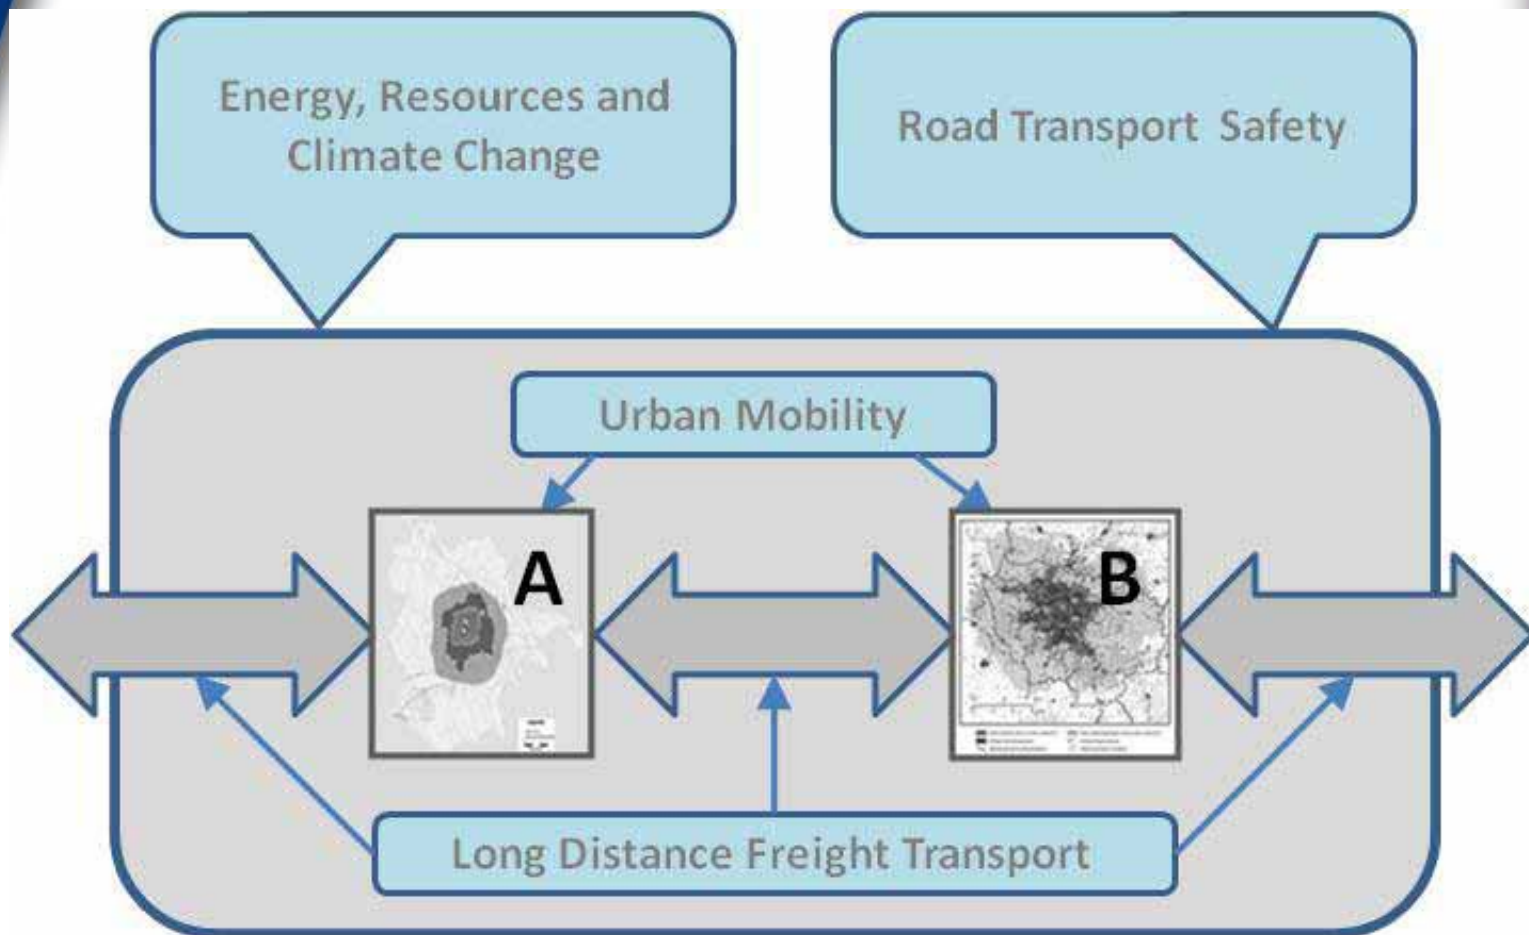 Energy, Resources and
Climate Change
Road Transport Safety
Urban Mobility
A
B
Long Distance Freight Transport